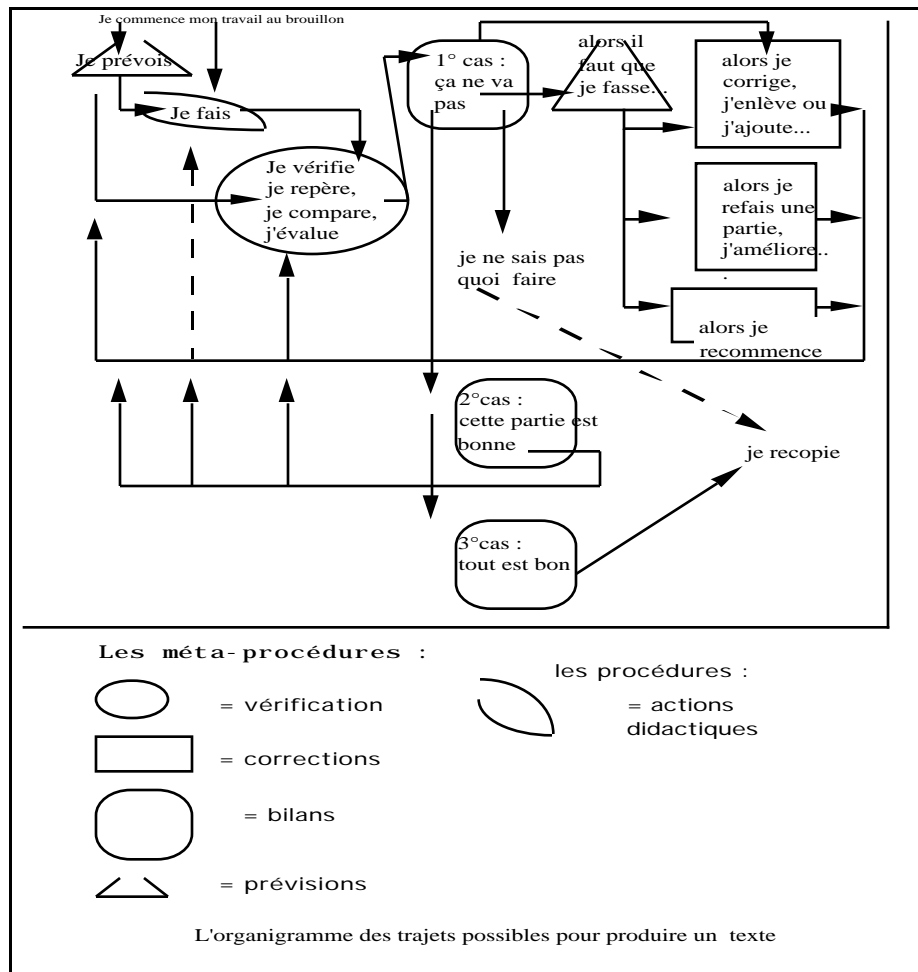 Je commence mon travail au brouillon
Je prévois
Je fais
Je vérifie
je repère,
je compare,
j'évalue
1° cas :
ça ne va
pas
alors il
faut que
je fasse...
alors je
corrige,
j'enlève ou
j'ajoute...
alors je
refais une
partie,
j'améliore..
.
alors je
recommence
je ne sais pas
quoi faire
2°cas :
cette partie est
bonne
je recopie
3°cas :
tout est bon
Les méta-procédures :
= vérification
= corrections
= bilans
= prévisions
les procédures :
= actions
didactiques
L'organigramme des trajets possibles pour produire un texte